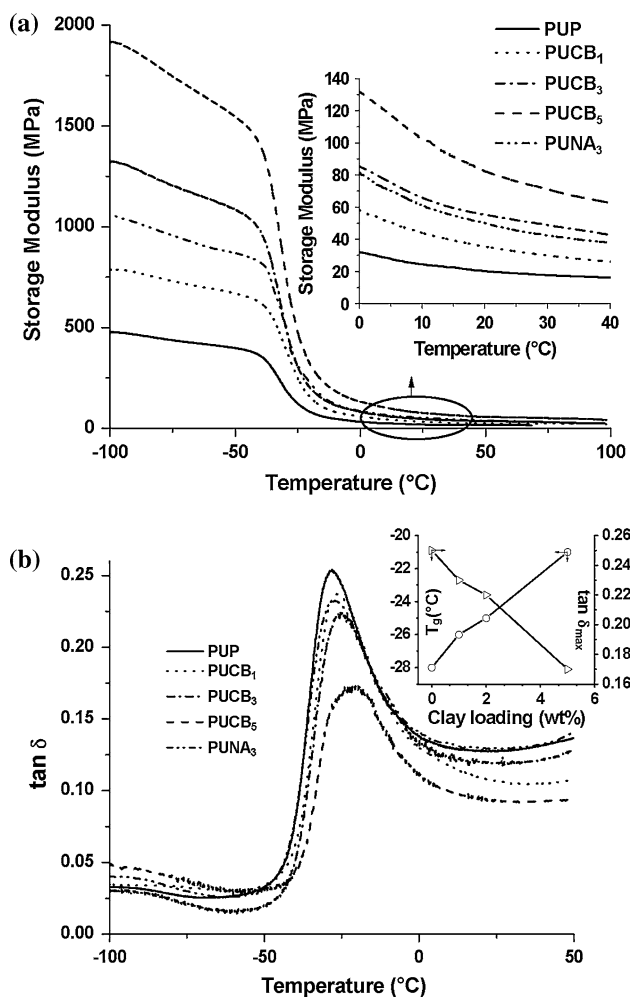 (a)
2000
1500
1000
500
0
Storage Modulus (MPa)
-100
-50
0
50
100
Temperature (°C)
PUP
PUCB1
PUCB3
PUCB5
PUNA3
140
120
100
80
60
40
20
0
Storage Modulus (MPa)
0
10
20
30
40
Temperature (°C)
(b)
0.25
0.20
0.15
0.10
0.05
0.00
tan δ
-100
-50
0
50
Temperature (°C)
PUP
PUCB1
PUCB3
PUCB5
PUNA3
-20
-22
-24
-26
-28
Tg(°C)
0.26
0.24
0.22
0.20
0.18
0.16
tan δmax
0
2
4
6
Clay loading (wt%)